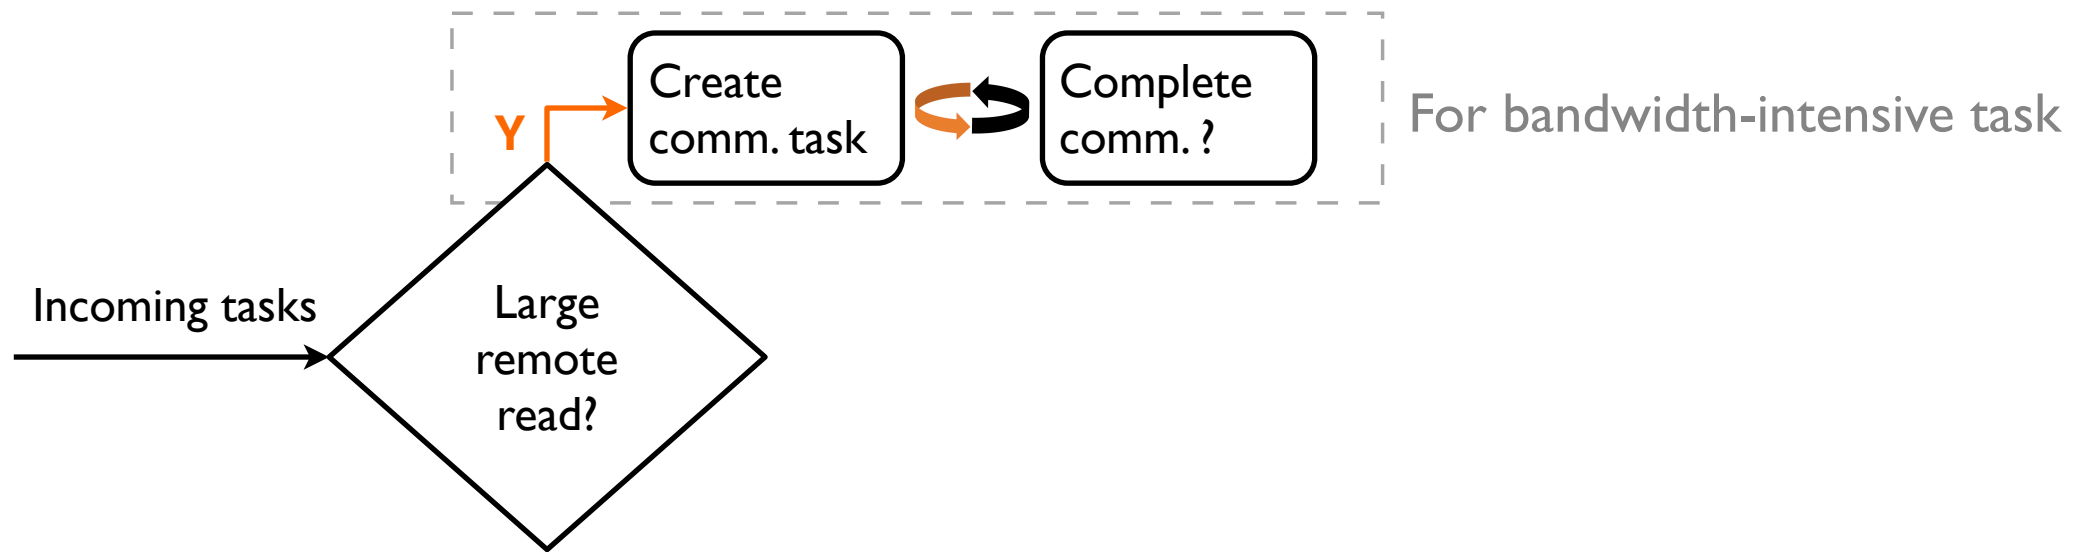 Create
comm. task
Complete
comm. ?
For bandwidth-intensive task
Y
Incoming tasks
Large
remote
read?